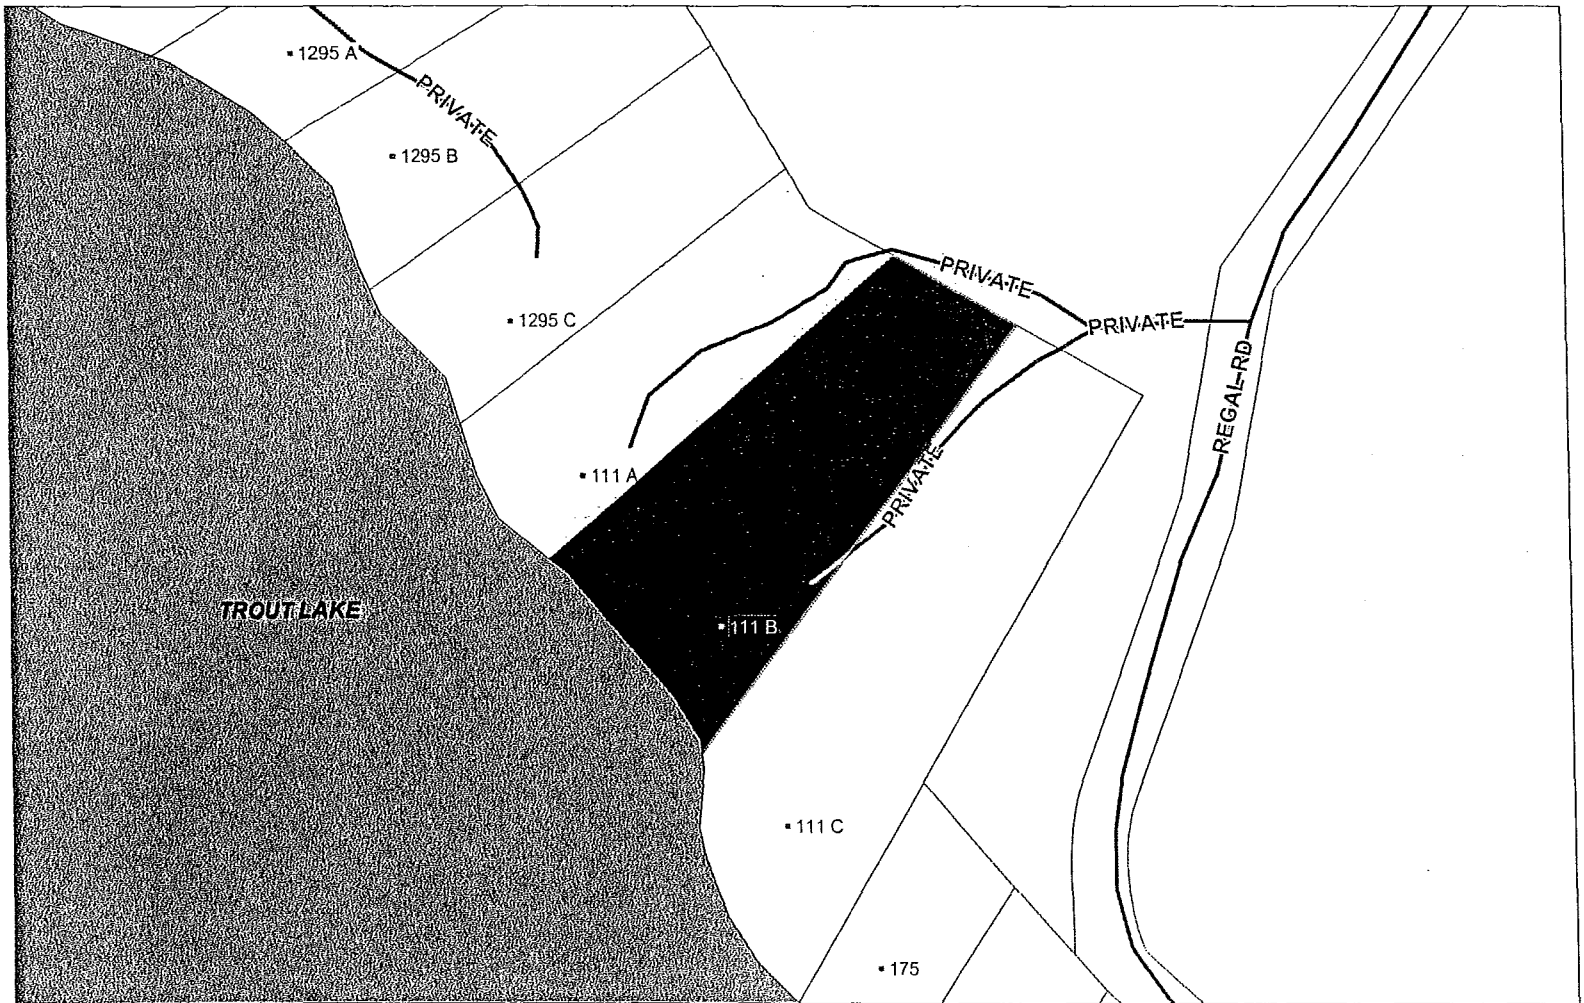 1295 A
PRIVATE
1295 B
PRIVATE
1295 C
PRIVATE
REGAL RD
111 A
PRIVATE
TROUT LAKE
111 B
111 C
175